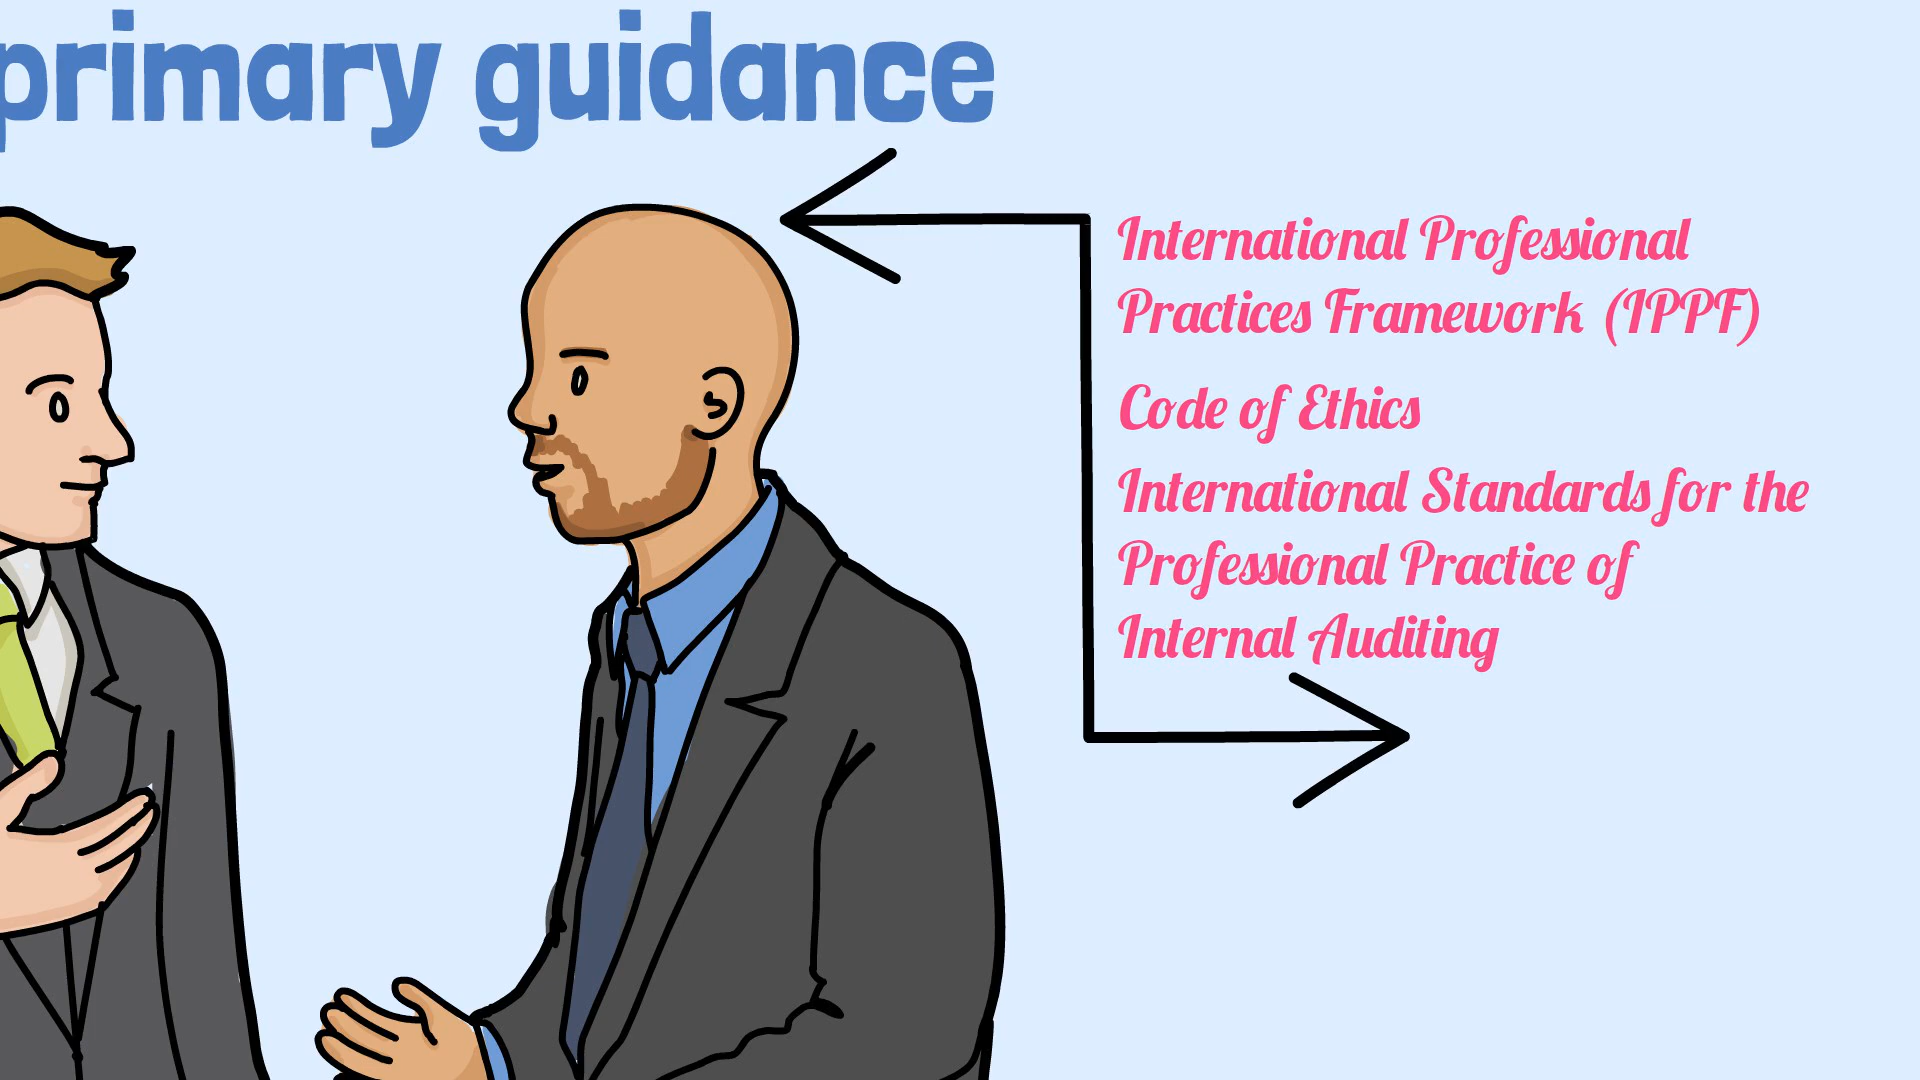 primary guidance
International Professional
Practices Framework (IPPF)
Code of Ethics
International Standards for the
Professional Practice of
Internal Auditing